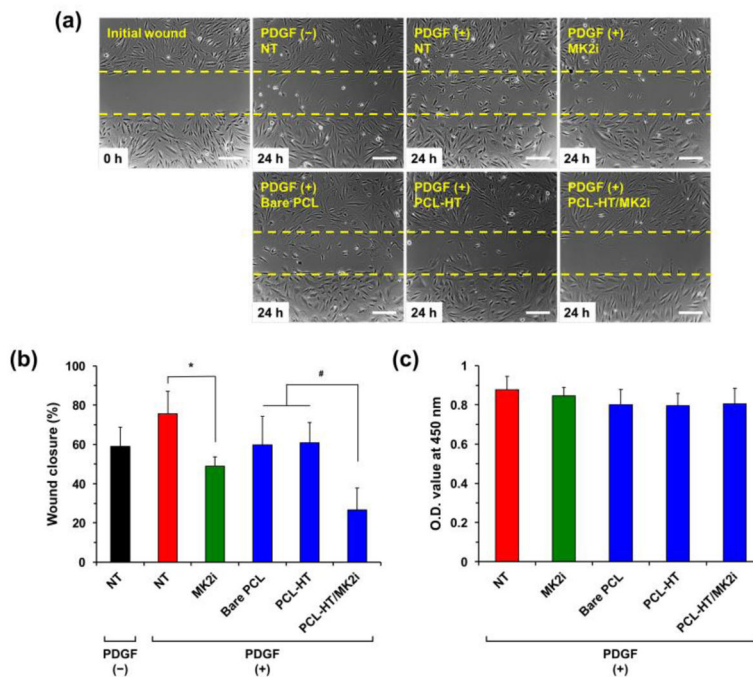 (a)
Initial wound
0 h
PDGF (−)
NT
24 h
PDGF (+)
NT
24 h
PDGF (+)
MK2i
24 h
PDGF (+)
Bare PCL
24 h
PDGF (+)
PCL-HT
24 h
PDGF (+)
PCL-HT/MK2i
24 h
(b)
Wound closure (%)
100
80
60
40
20
0
*
#
NT
NT
MK2i
Bare PCL
PCL-HT
PCL-HT/MK2i
PDGF
(−)
PDGF
(+)
(c)
O.D. value at 450 nm
1
0.8
0.6
0.4
0.2
0
NT
MK2i
Bare PCL
PCL-HT
PCL-HT/MK2i
PDGF
(+)